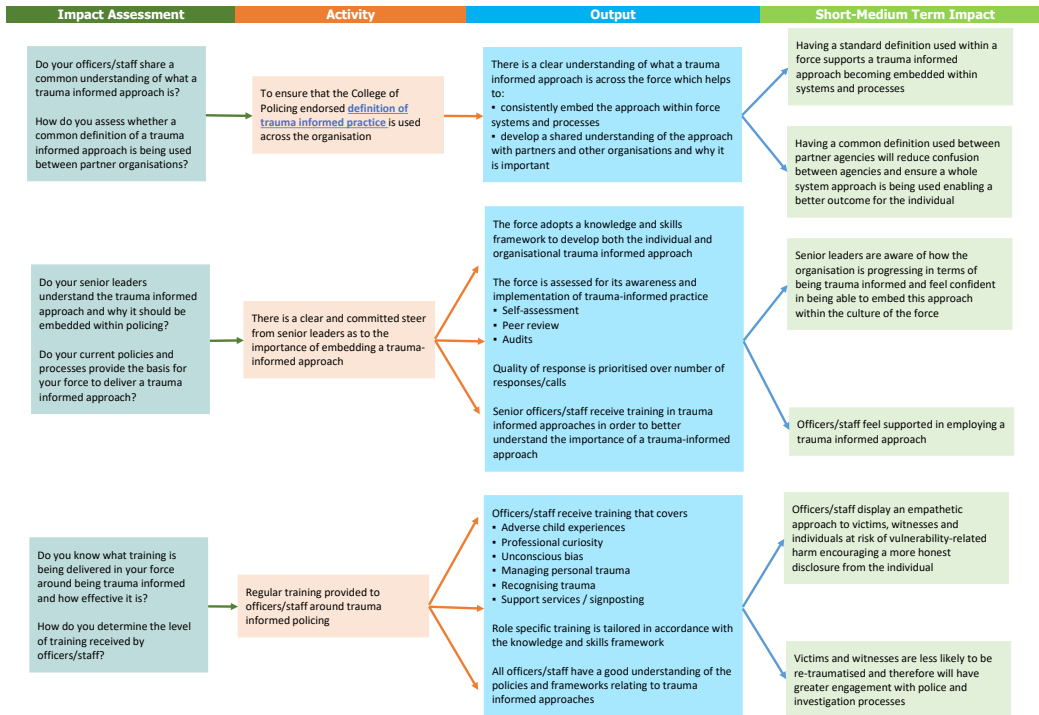 Impact Assessment
Activity
Output
Short-Medium Term Impact
Do your officers/staff share a
common understanding of what a
trauma informed approach is?
How do you assess whether a
common definition of a trauma
informed approach is being used
between partner organisations?
To ensure that the College of
Policing endorsed definition of
trauma informed practice is used
across the organisation
There is a clear understanding of what a trauma
informed approach is across the force which helps
to:
▪ consistently embed the approach within force
systems and processes
▪ develop a shared understanding of the approach
with partners and other organisations and why it
is important
Having a standard definition used within a
force supports a trauma informed
approach becoming embedded within
systems and processes
Having a common definition used between
partner agencies will reduce confusion
between agencies and ensure a whole
system approach is being used enabling a
better outcome for the individual
Do your senior leaders
understand the trauma informed
approach and why it should be
embedded within policing?
Do your current policies and
processes provide the basis for
your force to deliver a trauma
informed approach?
There is a clear and committed steer
from senior leaders as to the
importance of embedding a trauma-
informed approach
The force adopts a knowledge and skills
framework to develop both the individual and
organisational trauma informed approach
The force is assessed for its awareness and
implementation of trauma-informed practice
▪ Self-assessment
▪ Peer review
▪ Audits
Quality of response is prioritised over number of
responses/calls
Senior officers/staff receive training in trauma
informed approaches in order to better
understand the importance of a trauma-informed
approach
Senior leaders are aware of how the
organisation is progressing in terms of
being trauma informed and feel confident
in being able to embed this approach
within the culture of the force
Officers/staff feel supported in employing a
trauma informed approach
Do you know what training is
being delivered in your force
around being trauma informed
and how effective it is?
How do you determine the level
of training received by
officers/staff?
Regular training provided to
officers/staff around trauma
informed policing
Officers/staff receive training that covers
▪ Adverse child experiences
▪ Professional curiosity
▪ Unconscious bias
▪ Managing personal trauma
▪ Recognising trauma
▪ Support services / signposting
Role specific training is tailored in accordance with
the knowledge and skills framework
All officers/staff have a good understanding of the
policies and frameworks relating to trauma
informed approaches
Officers/staff display an empathetic
approach to victims, witnesses and
individuals at risk of vulnerability-related
harm encouraging a more honest
disclosure from the individual
Victims and witnesses are less likely to be
re-traumatised and therefore will have
greater engagement with police and
investigation processes